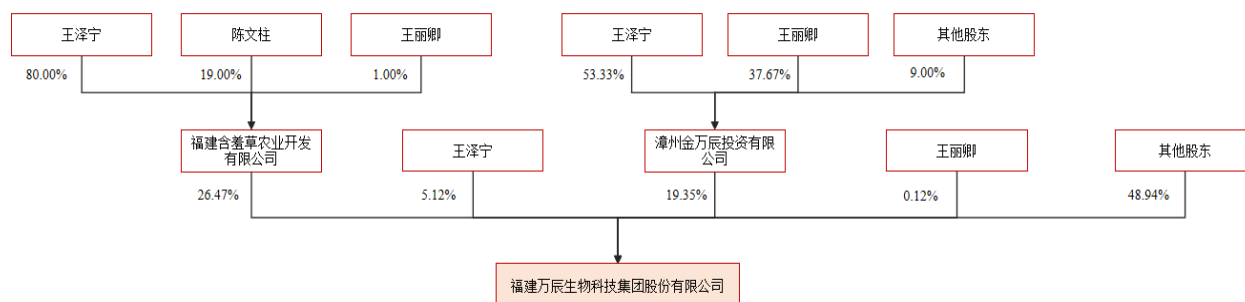 王泽宁
陈文柱
王丽卿
王泽宁
王丽卿
其他股东
80.00%
19.00%
1.00%
53.33%
37.67%
9.00%
福建含羞草农业开发
有限公司
王泽宁
漳州金万辰投资有限
公司
王丽卿
其他股东
26.47%
5.12%
19.35%
0.12%
48.94%
福建万辰生物科技集团股份有限公司